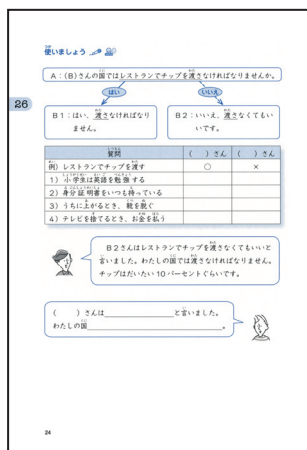 使いましょう
26
A：(B)さんの国ではレストランでチップを渡さなければなりませんか。
はい
いいえ
B1：はい、渡さなければなり
ません。
B2：いいえ、渡さなくてもい
いです。
質問 （　）さん （　）さん
例）レストランでチップを渡す ○ ×
1）小学生は英語を勉強する
2）身分証明書をいつも持っている
3）うちに上がるとき、靴を脱ぐ
4）テレビを捨てるとき、お金を払う
B2さんはレストランでチップを渡さなくてもいいと
言いました。わたしの国では渡さなければなりません。
チップはだいたい10パーセントぐらいです。
（　）さんは＿＿＿＿＿＿＿＿と言いました。
わたしの国＿＿＿＿＿＿＿＿＿＿＿＿＿＿。
24